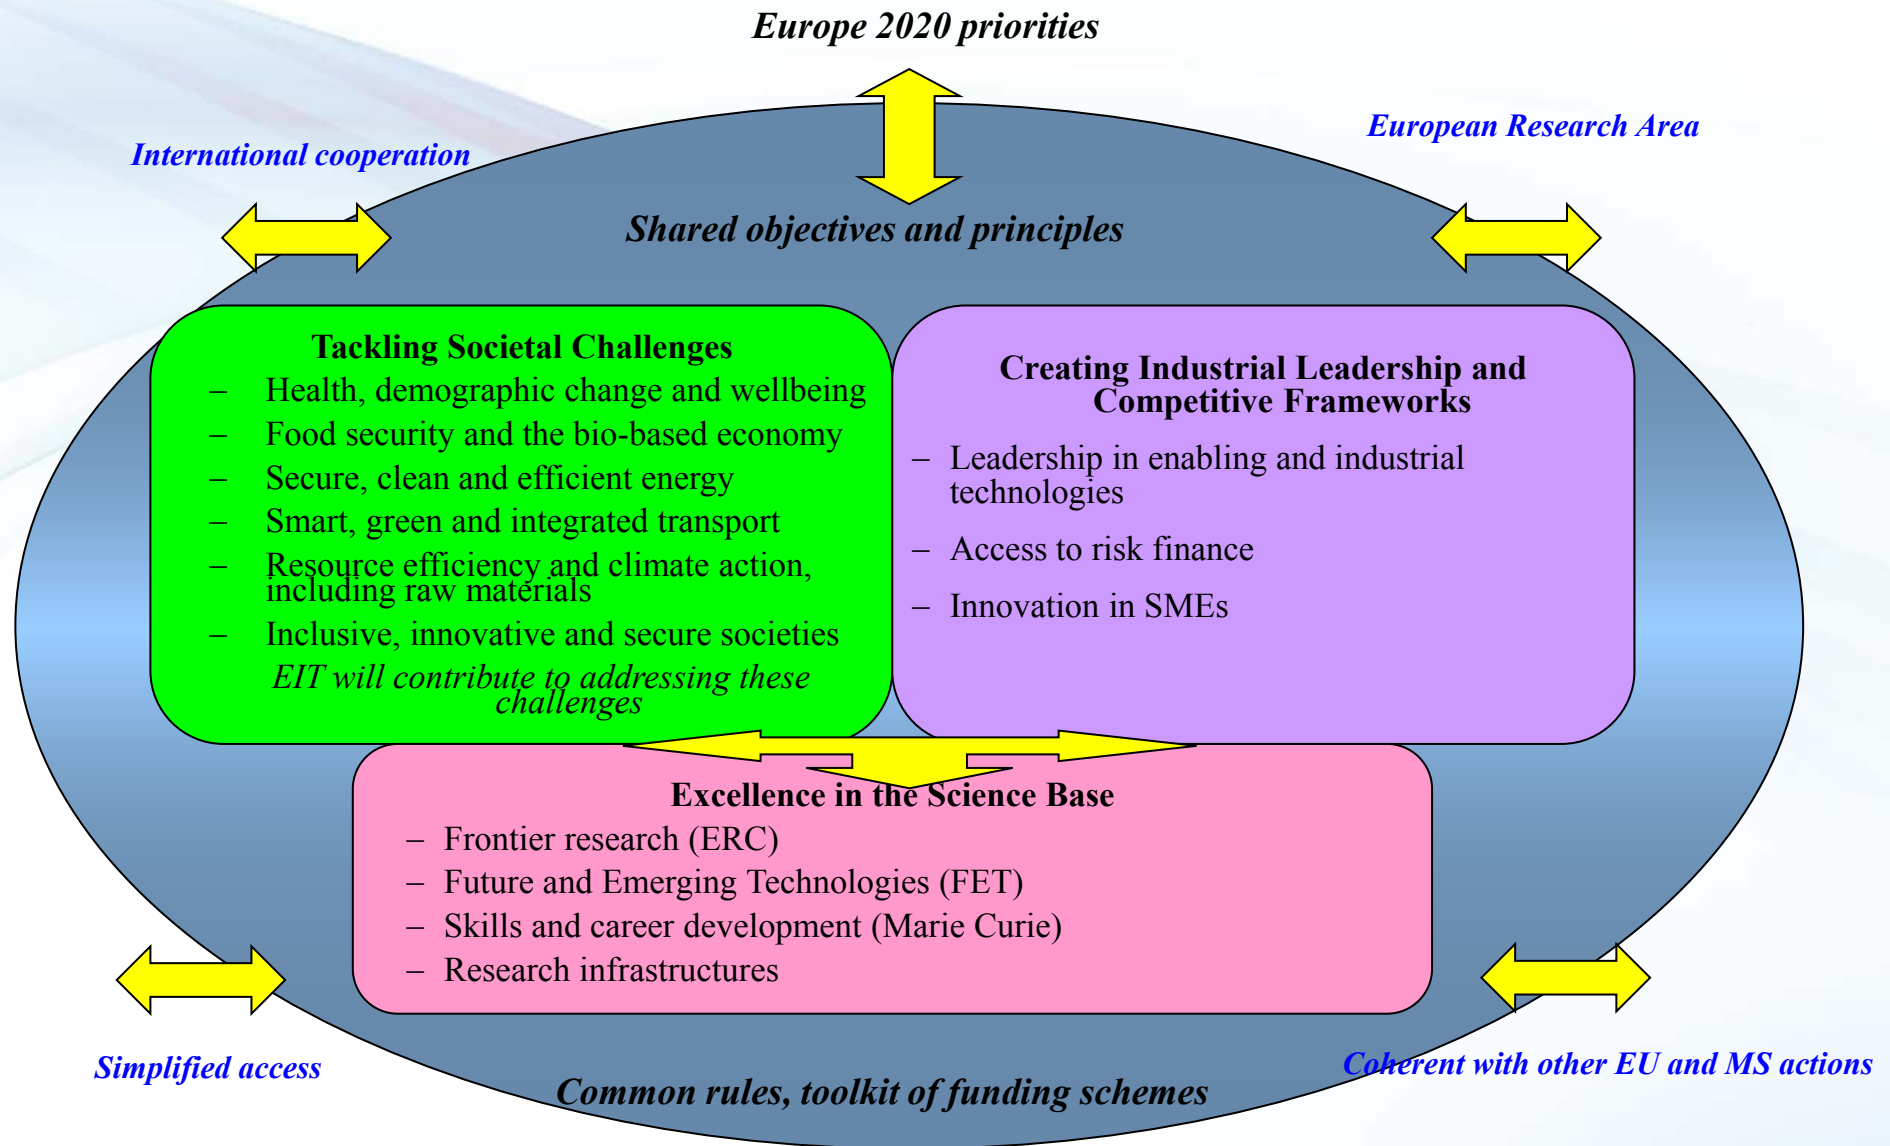 Europe 2020 priorities
International cooperation
European Research Area
Shared objectives and principles
Tackling Societal Challenges
– Health, demographic change and wellbeing
– Food security and the bio-based economy
– Secure, clean and efficient energy
– Smart, green and integrated transport
– Resource efficiency and climate action,
including raw materials
– Inclusive, innovative and secure societies
EIT will contribute to addressing these
challenges
Creating Industrial Leadership and
Competitive Frameworks
– Leadership in enabling and industrial
technologies
– Access to risk finance
– Innovation in SMEs
Excellence in the Science Base
– Frontier research (ERC)
– Future and Emerging Technologies (FET)
– Skills and career development (Marie Curie)
– Research infrastructures
Simplified access
Coherent with other EU and MS actions
Common rules, toolkit of funding schemes